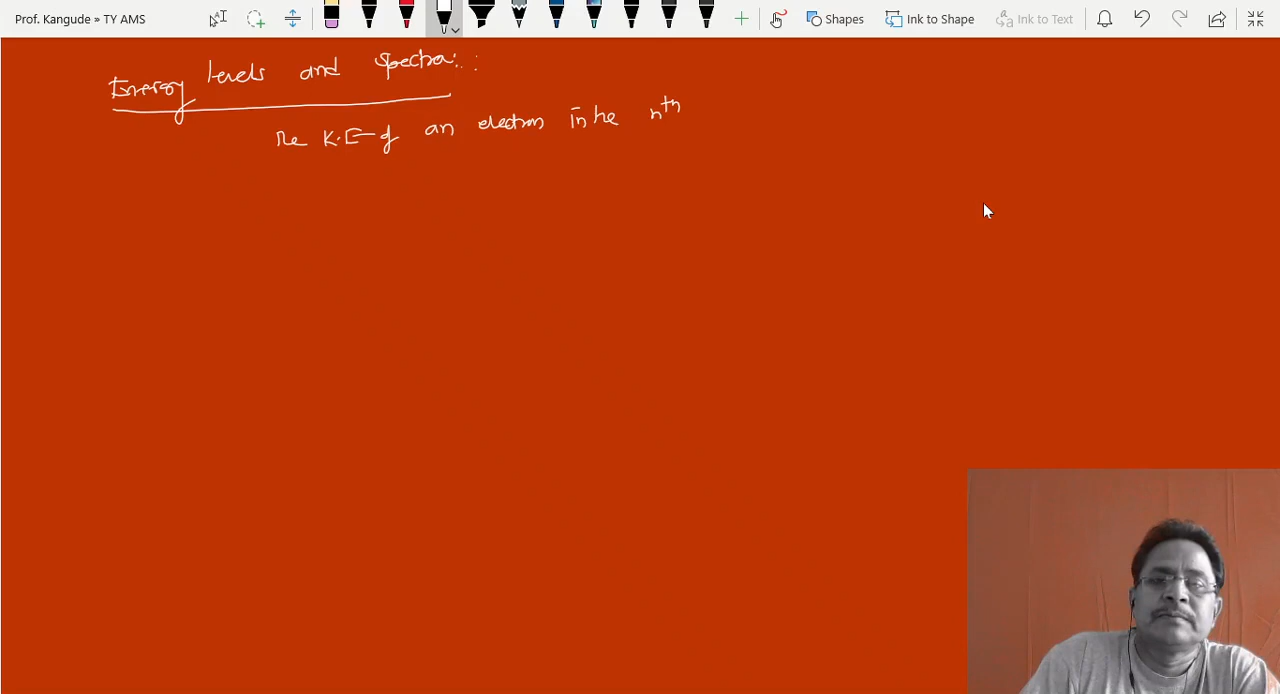 Prof. Kangude » TY AMS
Shapes
Ink to Shape
Ink to Text
Energy levels and spectra:
The K.E of an electron in the nth